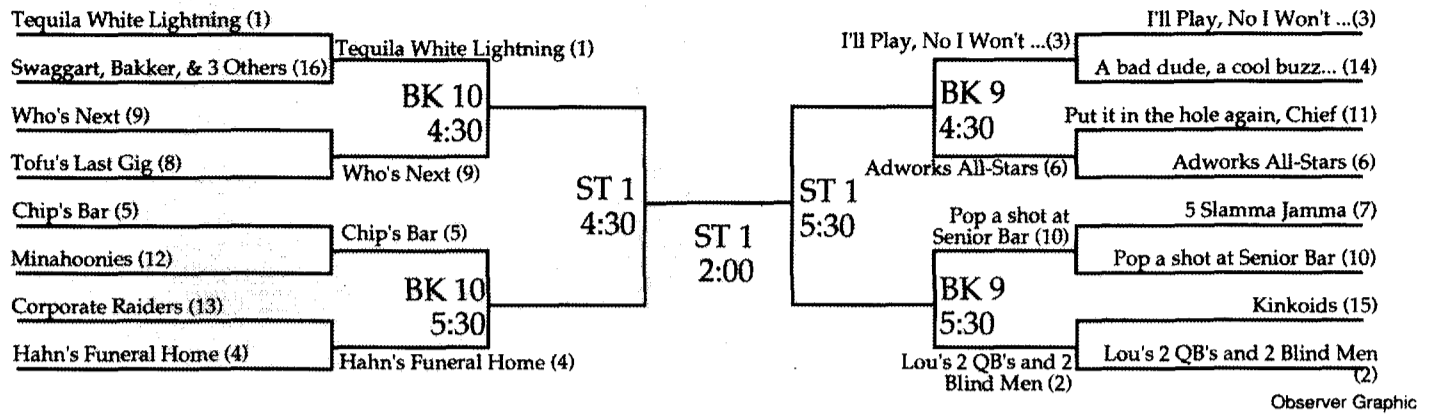 Tequila White Lightning (1)
Swaggart, Bakker, & 3 Others (16)
Who's Next (9)
Tofu's Last Gig (8)
Chip's Bar (5)
Minahoonies (12)
Corporate Raiders (13)
Hahn's Funeral Home (4)
Tequila White Lightning (1)
BK 10
4:30
Who's Next (9)
Chip's Bar (5)
BK 10
5:30
Hahn's Funeral Home (4)
ST 1
4:30
ST 1
2:00
ST 1
5:30
I'll Play, No I Won't ...(3)
BK 9
4:30
Adworks All-Stars (6)
Pop a shot at
Senior Bar (10)
BK 9
5:30
Lou's 2 QB's and 2
Blind Men (2)
I'll Play, No I Won't ...(3)
A bad dude, a cool buzz... (14)
Put it in the hole again, Chief (11)
Adworks All-Stars (6)
5 Slamma Jamma (7)
Pop a shot at Senior Bar (10)
Kinkoids (15)
Lou's 2 QB's and 2 Blind Men
(2)
Observer Graphic